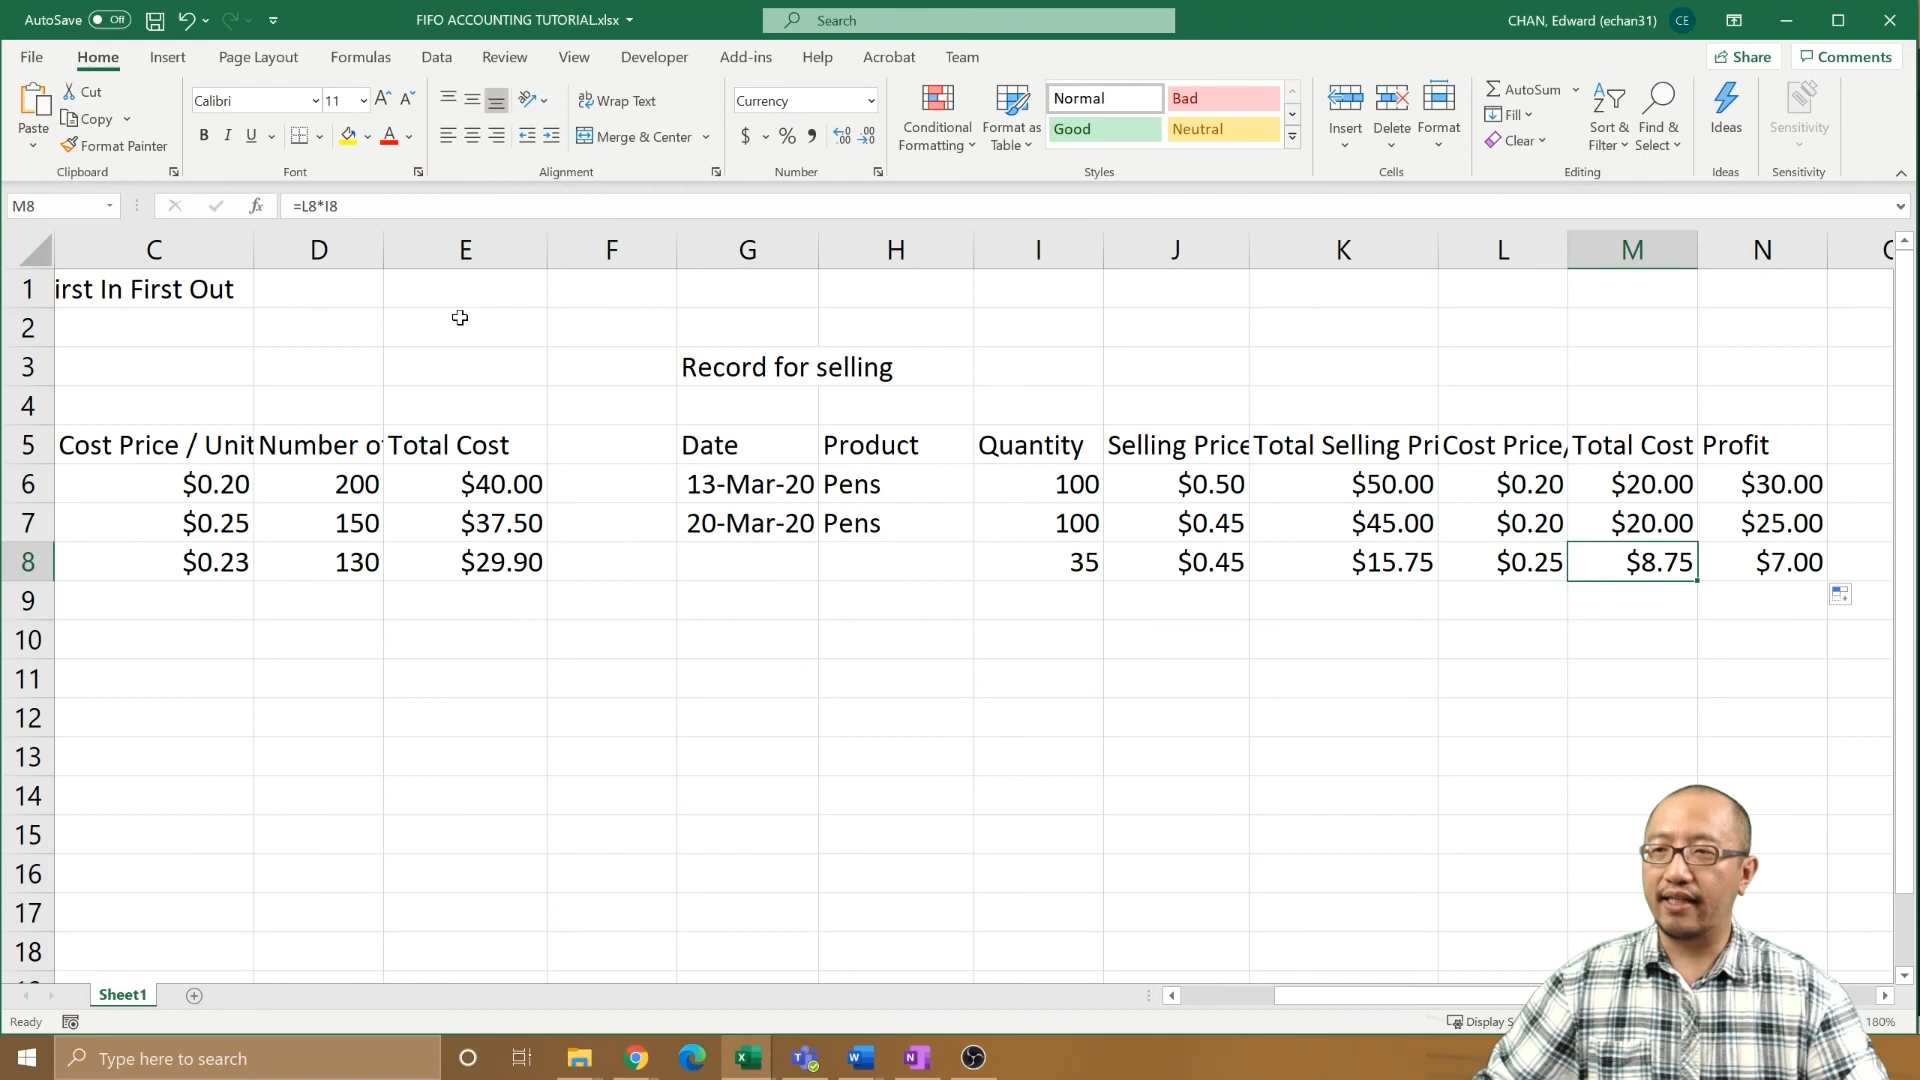 AutoSave Off FIFO ACCOUNTING TUTORIAL.xlsx Search CHAN, Edward (echan31) CE
File Home Insert Page Layout Formulas Data Review View Developer Add-ins Help Acrobat Team Share Comments
Paste Cut Copy Format Painter
Calibri 11 B I U A
Wrap Text Merge & Center
Currency $ %
Conditional Formatting Format as Table
Normal Bad Good Neutral
Insert Delete Format
AutoSum Fill Clear Sort & Filter Find & Select
Ideas Sensitivity
Clipboard Font Alignment Number Styles Cells Editing Ideas Sensitivity
M8 fx =L8*I8
C D E F G H I J K L M N
1 irst In First Out
2
3 Record for selling
4
5 Cost Price / Unit Number o Total Cost Date Product Quantity Selling Price Total Selling Pri Cost Price/ Total Cost Profit
6 $0.20 200 $40.00 13-Mar-20 Pens 100 $0.50 $50.00 $0.20 $20.00 $30.00
7 $0.25 150 $37.50 20-Mar-20 Pens 100 $0.45 $45.00 $0.20 $20.00 $25.00
8 $0.23 130 $29.90 35 $0.45 $15.75 $0.25 $8.75 $7.00
9
10
11
12
13
14
15
16
17
18
Sheet1
Ready Display S 180%
Type here to search